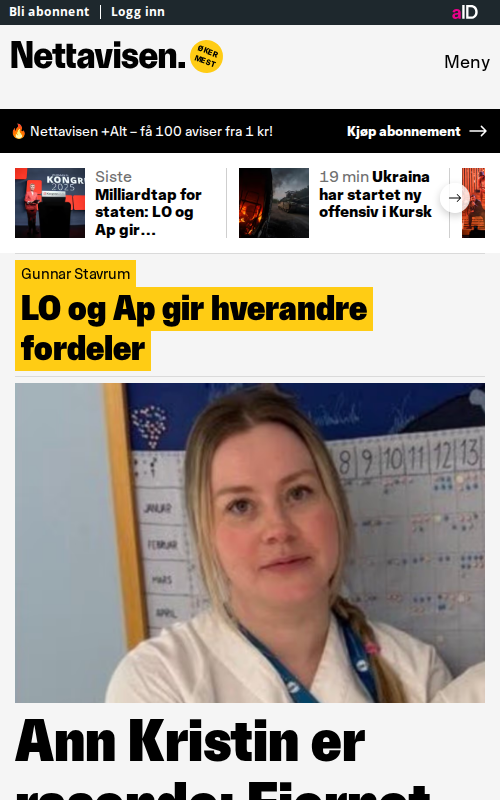 Bli abonnent
Logg inn
aID
Nettavisen.
ØKER
MEST
Meny
🔥 Nettavisen +Alt – få 100 aviser fra 1 kr!
Kjøp abonnement
KONGR
2025
Siste
Milliardtap for
staten: LO og
Ap gir…
19 min Ukraina
har startet ny
offensiv i Kursk
Gunnar Stavrum
LO og Ap gir hverandre
fordeler
8 9 10 11 12 13
JANUAR
FEBRUAR
MARS
APRIL
Ann Kristin er
rasende: Fjernet